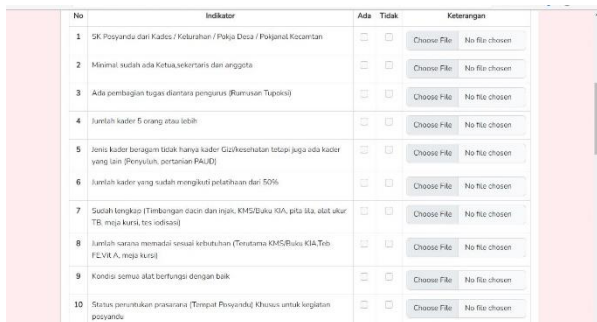 No Indikator Ada Tidak Keterangan
1 SK Posyandu dari Kades / Kelurahan / Pokja Desa / Pokjanal Kecamtan Choose File No file chosen
2 Minimal sudah ada Ketua,sekertaris dan anggota Choose File No file chosen
3 Ada pembagian tugas diantara pengurus (Rumusan Tupoksi) Choose File No file chosen
4 Jumlah kader 5 orang atau lebih Choose File No file chosen
5 Jenis kader beragam tidak hanya kader Gizi/kesehatan tetapi juga ada kader Choose File No file chosen
yang lain (Penyuluh, pertanian PAUD)
6 Jumlah kader yang sudah mengikuti pelatihaan dari 50% Choose File No file chosen
7 Sudah lengkap (Timbangan dacin dan injak, KMS/Buku KIA, pita lila, alat ukur Choose File No file chosen
TB, meja kursi, tes iodisasi)
8 Jumlah sarana memadai sesuai kebutuhan (Terutama KMS/Buku KIA,Teb Choose File No file chosen
FE,Vit A, meja kursi)
9 Kondisi semua alat berfungsi dengan baik Choose File No file chosen
10 Status peruntukan prasarana (Tempat Posyandu) Khusus untuk kegiatan Choose File No file chosen
posyandu